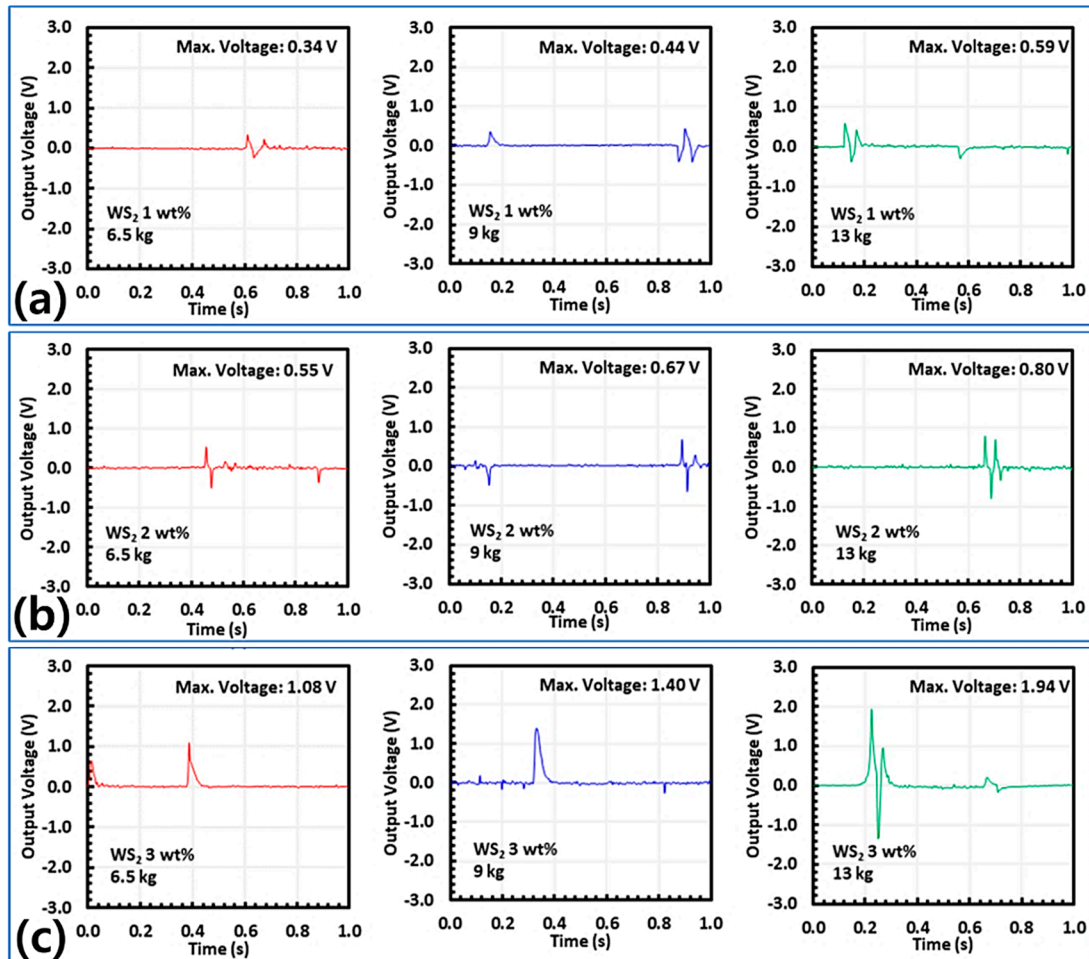 Max. Voltage: 0.34 V
Output Voltage (V)
3.0
2.0
1.0
0.0
-1.0
-2.0
-3.0
WS₂ 1 wt%
6.5 kg
0.0 0.2 0.4 0.6 0.8 1.0
Time (s)
Max. Voltage: 0.44 V
Output Voltage (V)
3.0
2.0
1.0
0.0
-1.0
-2.0
-3.0
WS₂ 1 wt%
9 kg
0.0 0.2 0.4 0.6 0.8 1.0
Time (s)
Max. Voltage: 0.59 V
Output Voltage (V)
3.0
2.0
1.0
0.0
-1.0
-2.0
-3.0
WS₂ 1 wt%
13 kg
0.0 0.2 0.4 0.6 0.8 1.0
Time (s)
(a)
Max. Voltage: 0.55 V
Output Voltage (V)
3.0
2.0
1.0
0.0
-1.0
-2.0
-3.0
WS₂ 2 wt%
6.5 kg
0.0 0.2 0.4 0.6 0.8 1.0
Time (s)
Max. Voltage: 0.67 V
Output Voltage (V)
3.0
2.0
1.0
0.0
-1.0
-2.0
-3.0
WS₂ 2 wt%
9 kg
0.0 0.2 0.4 0.6 0.8 1.0
Time (s)
Max. Voltage: 0.80 V
Output Voltage (V)
3.0
2.0
1.0
0.0
-1.0
-2.0
-3.0
WS₂ 2 wt%
13 kg
0.0 0.2 0.4 0.6 0.8 1.0
Time (s)
(b)
Max. Voltage: 1.08 V
Output Voltage (V)
3.0
2.0
1.0
0.0
-1.0
-2.0
-3.0
WS₂ 3 wt%
6.5 kg
0.0 0.2 0.4 0.6 0.8 1.0
Time (s)
Max. Voltage: 1.40 V
Output Voltage (V)
3.0
2.0
1.0
0.0
-1.0
-2.0
-3.0
WS₂ 3 wt%
9 kg
0.0 0.2 0.4 0.6 0.8 1.0
Time (s)
Max. Voltage: 1.94 V
Output Voltage (V)
3.0
2.0
1.0
0.0
-1.0
-2.0
-3.0
WS₂ 3 wt%
13 kg
0.0 0.2 0.4 0.6 0.8 1.0
Time (s)
(c)